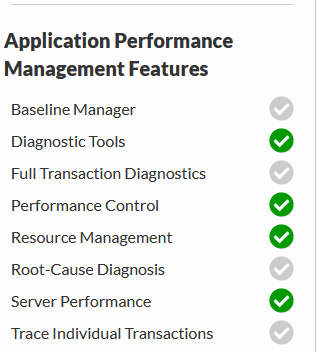 Application Performance
Management Features
Baseline Manager
Diagnostic Tools
Full Transaction Diagnostics
Performance Control
Resource Management
Root-Cause Diagnosis
Server Performance
Trace Individual Transactions